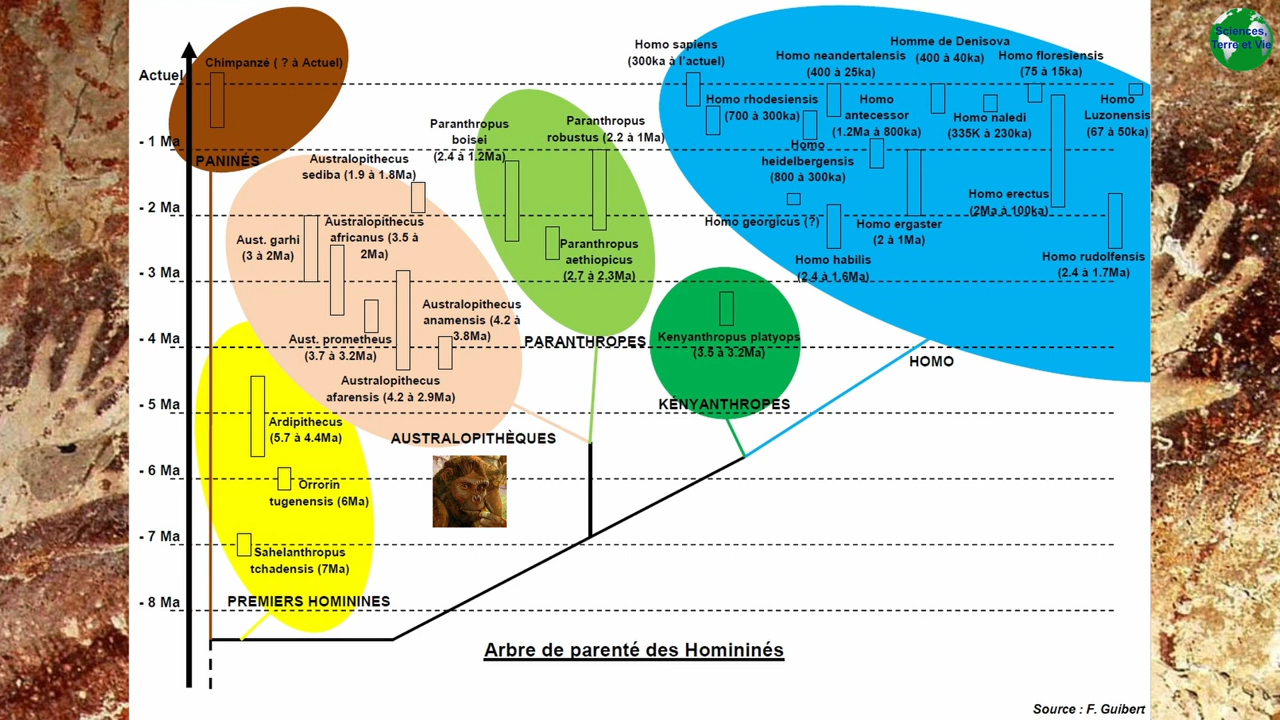 Sciences,
Terre et Vie
Actuel
- 1 Ma
- 2 Ma
- 3 Ma
- 4 Ma
- 5 Ma
- 6 Ma
- 7 Ma
- 8 Ma
Chimpanzé ( ? à Actuel)
PANINÉS
Australopithecus
sediba (1.9 à 1.8Ma)
Aust. garhi
(3 à 2Ma)
Australopithecus
africanus (3.5 à
2Ma)
Aust. prometheus
(3.7 à 3.2Ma)
Australopithecus
anamensis (4.2 à
3.8Ma)
Australopithecus
afarensis (4.2 à 2.9Ma)
AUSTRALOPITHÈQUES
Ardipithecus
(5.7 à 4.4Ma)
Orrorin
tugenensis (6Ma)
Sahelanthropus
tchadensis (7Ma)
PREMIERS HOMININES
Paranthropus
boisei
(2.4 à 1.2Ma)
Paranthropus
robustus (2.2 à 1Ma)
Paranthropus
aethiopicus
(2.7 à 2.3Ma)
PARANTHROPES
Kenyanthropus platyops
(3.5 à 3.2Ma)
KENYANTHROPES
Homo sapiens
(300ka à l'actuel)
Homo rhodesiensis
(700 à 300ka)
Homo neandertalensis
(400 à 25ka)
Homme de Denisova
(400 à 40ka)
Homo floresiensis
(75 à 15ka)
Homo
antecessor
(1.2Ma à 800ka)
Homo naledi
(335K à 230ka)
Homo
Luzonensis
(67 à 50ka)
Homo
heidelbergensis
(800 à 300ka)
Homo georgicus (?)
Homo habilis
(2.4 à 1.6Ma)
Homo ergaster
(2 à 1Ma)
Homo erectus
(2Ma à 100ka)
Homo rudolfensis
(2.4 à 1.7Ma)
HOMO
Arbre de parenté des Homininés
Source : F. Guibert